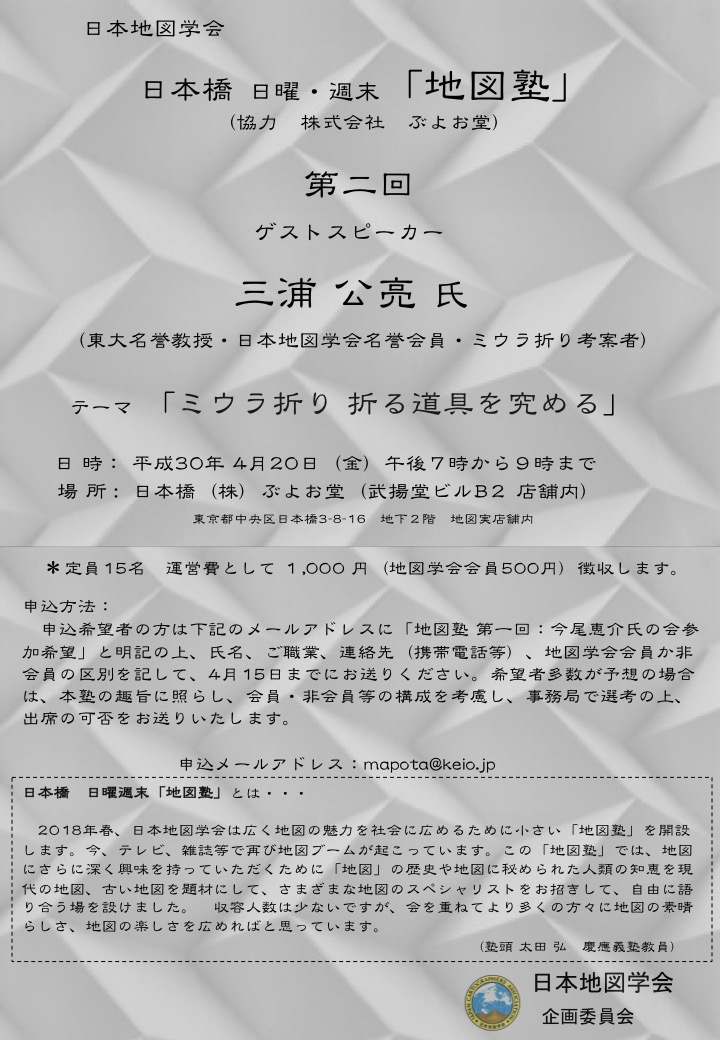 日本地図学会
日本橋 日曜・週末 「地図塾」
(協力 株式会社 ぶよお堂)
第二回
ゲストスピーカー
三浦 公亮 氏
(東大名誉教授・日本地図学会名誉会員・ミウラ折り考案者)
テーマ 「ミウラ折り 折る道具を究める」
日 時： 平成30年 4月20日 (金) 午後７時から９時まで
場 所： 日本橋 (株) ぶよお堂 (武揚堂ビルB2 店舗内)
東京都中央区日本橋3-8-16 地下２階 地図実店舗内
＊定員15名 運営費として 1,000 円 (地図学会会員500円) 徴収します。
申込方法：
申込希望者の方は下記のメールアドレスに「地図塾 第一回：今尾恵介氏の会参
加希望」と明記の上、氏名、ご職業、連絡先 (携帯電話等) 、地図学会会員か非
会員の区別を記して、4月15日までにお送りください。希望者多数が予想の場合
は、本塾の趣旨に照らし、会員・非会員等の構成を考慮し、事務局で選考の上、
出席の可否をお送りいたします。
申込メールアドレス：mapota@keio.jp
日本橋 日曜週末「地図塾」とは・・・
2018年春、日本地図学会は広く地図の魅力を社会に広めるために小さい「地図塾」を開設
します。今、テレビ、雑誌等で再び地図ブームが起こっています。この「地図塾」では、地図
にさらに深く興味を持っていただくために「地図」の歴史や地図に秘められた人類の知恵を現
代の地図、古い地図を題材にして、さまざまな地図のスペシャリストをお招きして、自由に語
り合う場を設けました。 収容人数は少ないですが、会を重ねてより多くの方々に地図の素晴
らしさ、地図の楽しさを広めればと思っています。
(塾頭 太田 弘 慶應義塾教員)
日本地図学会
企画委員会